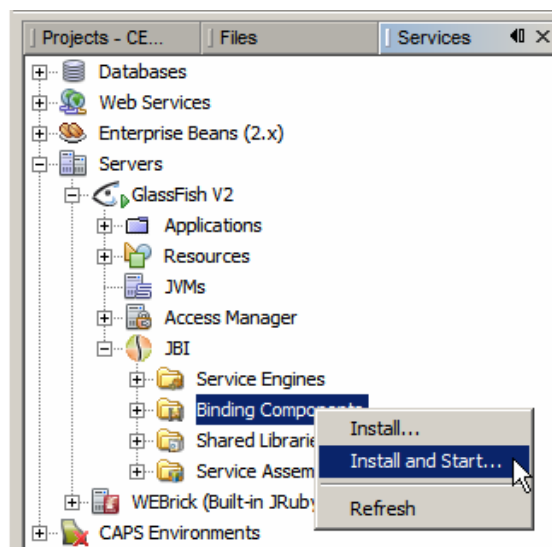 Projects - CE... Files Services
Databases
Web Services
Enterprise Beans (2.x)
Servers
GlassFish V2
Applications
Resources
JVMs
Access Manager
JBI
Service Engines
Binding Components
Install...
Shared Librarie
Install and Start...
Service Assem
WEBrick (Built-in JRuby
Refresh
CAPS Environments